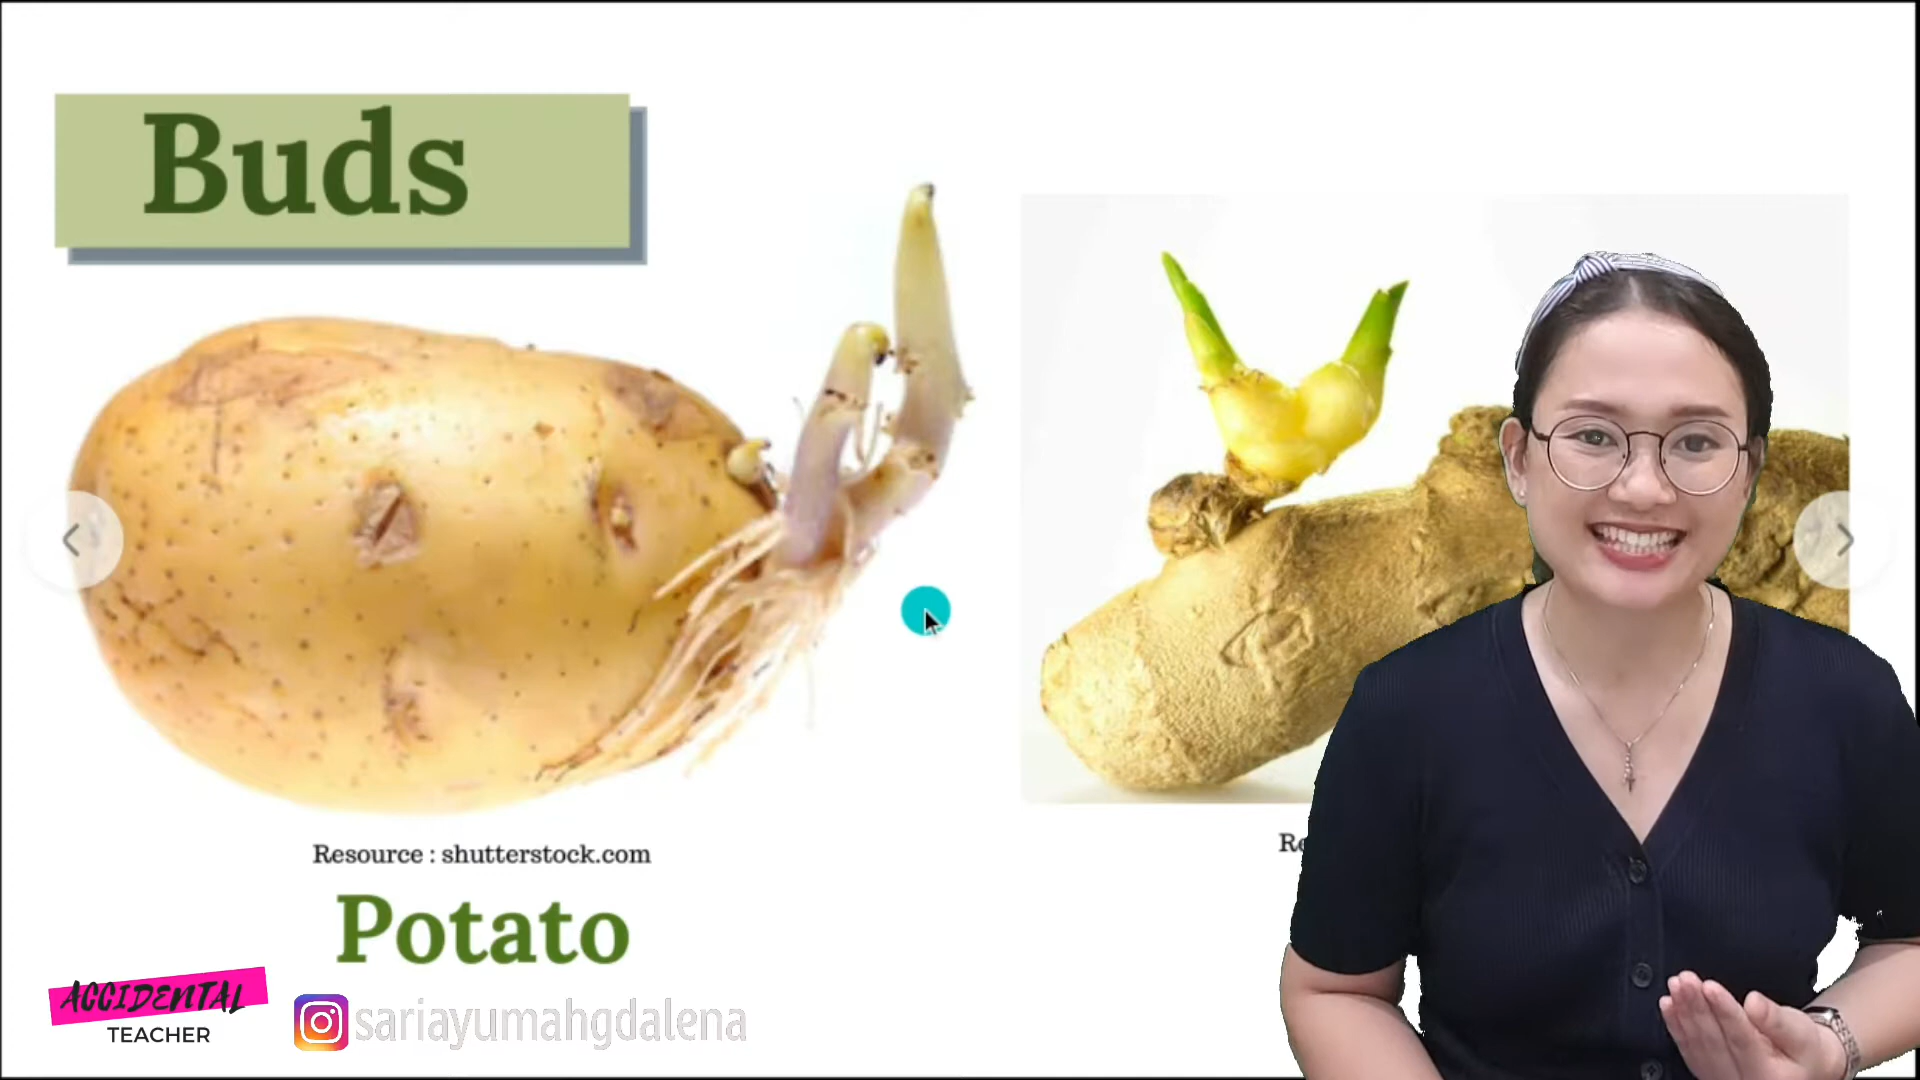 Buds
Resource : shutterstock.com
Potato
ACCIDENTAL
TEACHER
sariayumahgdalena